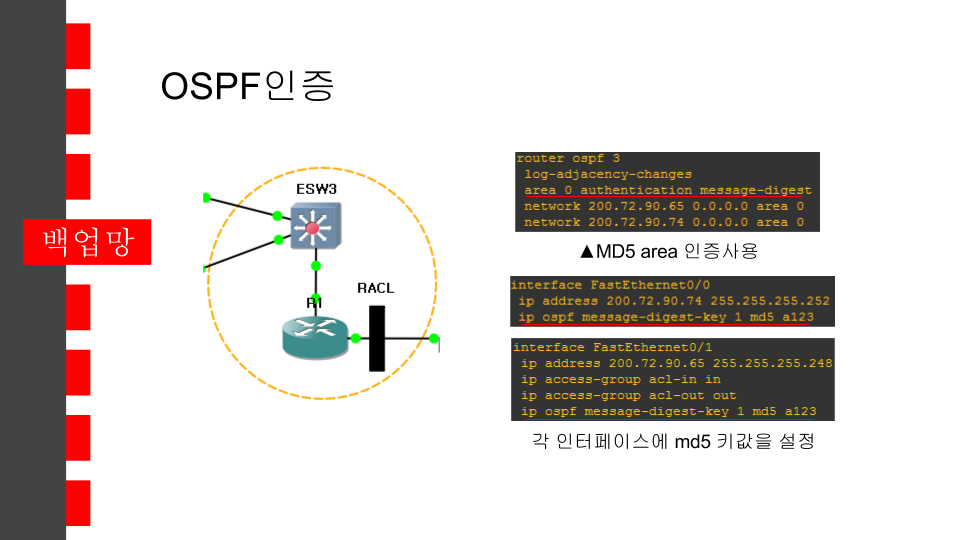 OSPF인증
백업망
ESW3
R1
RACL
router ospf 3
log-adjacency-changes
area 0 authentication message-digest
network 200.72.90.65 0.0.0.0 area 0
network 200.72.90.74 0.0.0.0 area 0
▲MD5 area 인증사용
interface FastEthernet0/0
ip address 200.72.90.74 255.255.255.252
ip ospf message-digest-key 1 md5 a123
interface FastEthernet0/1
ip address 200.72.90.65 255.255.255.248
ip access-group acl-in in
ip access-group acl-out out
ip ospf message-digest-key 1 md5 a123
각 인터페이스에 md5 키값을 설정